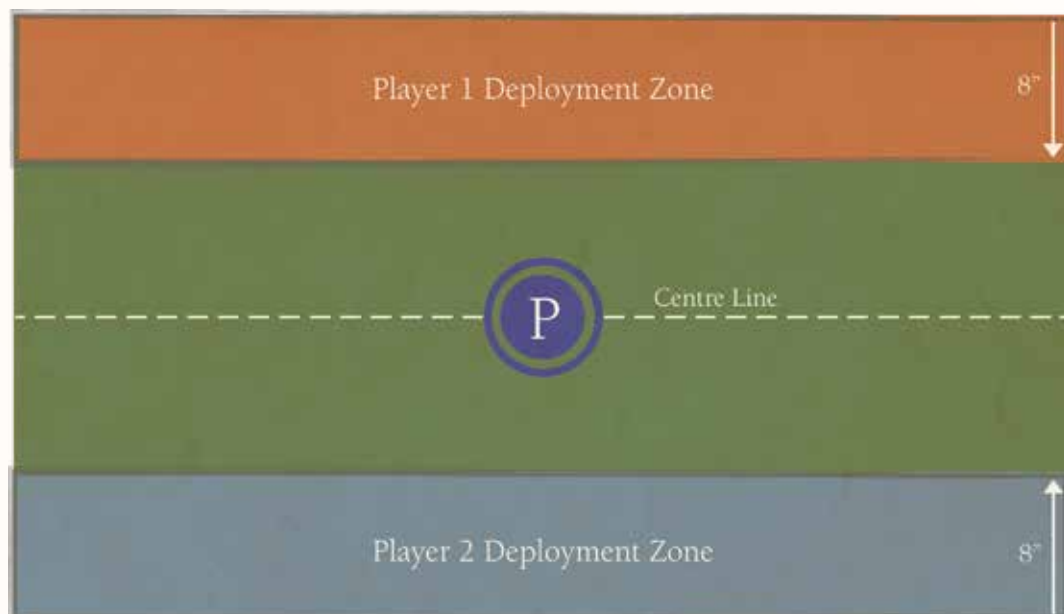 Player 1 Deployment Zone
8”
Centre Line
P
Player 2 Deployment Zone
8”